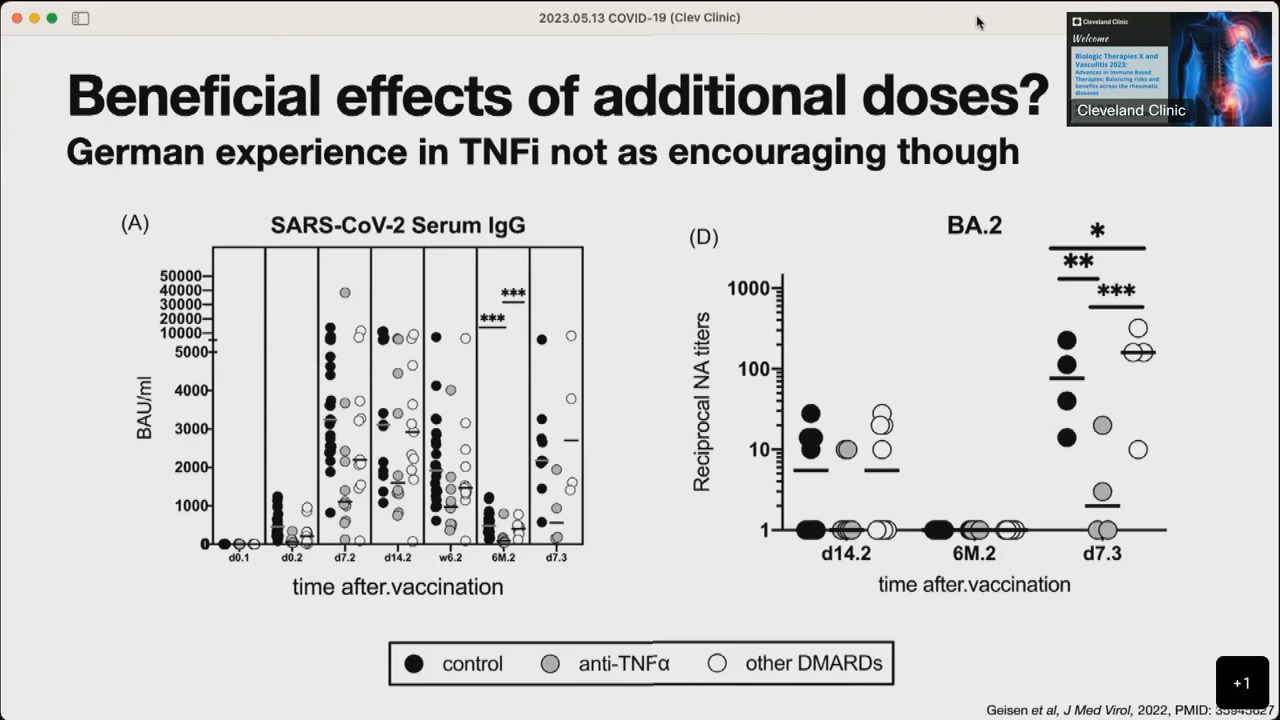 2023.05.13 COVID-19 (Clev Clinic)
Cleveland Clinic
Welcome
Biologic Therapies X and
Vasculitis 2023:
Advances in Immune Based
Therapies: Balancing risks and
benefits across the rheumatic
diseases
Cleveland Clinic
Beneficial effects of additional doses?
German experience in TNFi not as encouraging though
(A)
SARS-CoV-2 Serum IgG
BAU/ml
50000
40000
30000
20000
10000
5000
4000
3000
2000
1000
0
*** ***
d0.1 d0.2 d7.2 d14.2 w6.2 6M.2 d7.3
time after.vaccination
(D)
BA.2
*
**
***
Reciprocal NA titers
1000
100
10
1
d14.2 6M.2 d7.3
time after.vaccination
control anti-TNFα other DMARDs
+1
Geisen et al, J Med Virol, 2022, PMID: